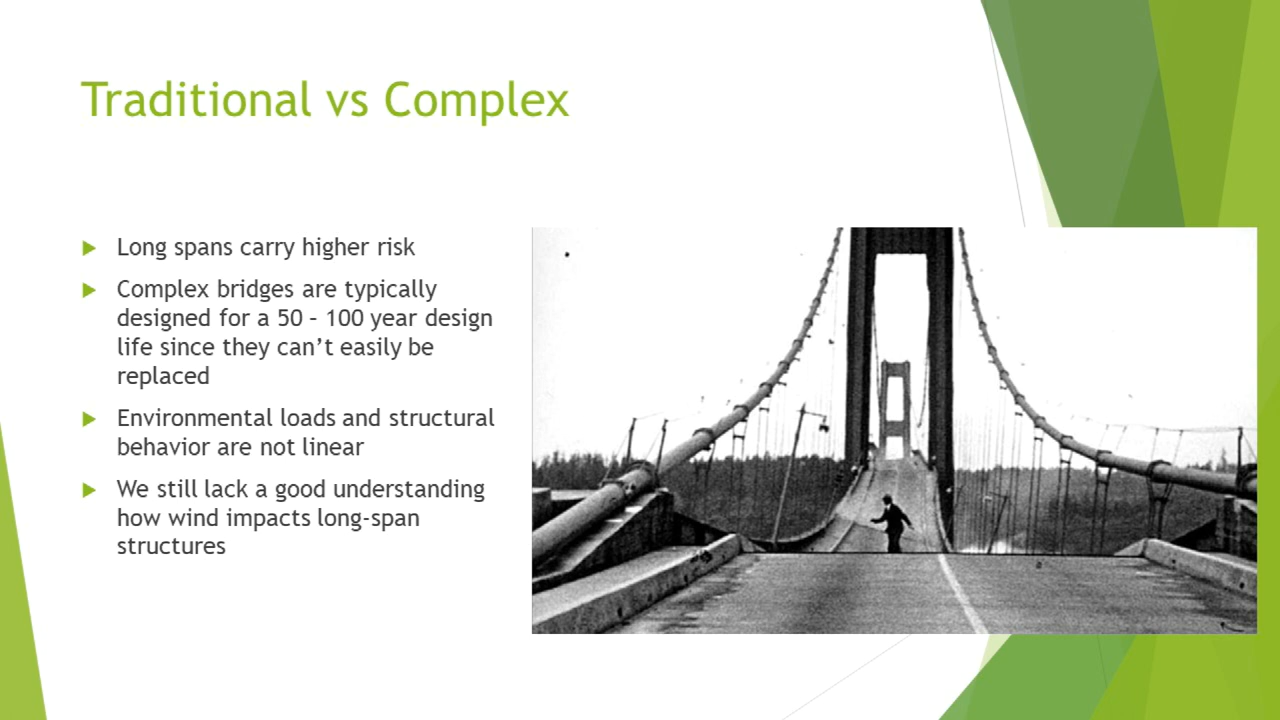 Traditional vs Complex
Long spans carry higher risk
Complex bridges are typically
designed for a 50 – 100 year design
life since they can’t easily be
replaced
Environmental loads and structural
behavior are not linear
We still lack a good understanding
how wind impacts long-span
structures